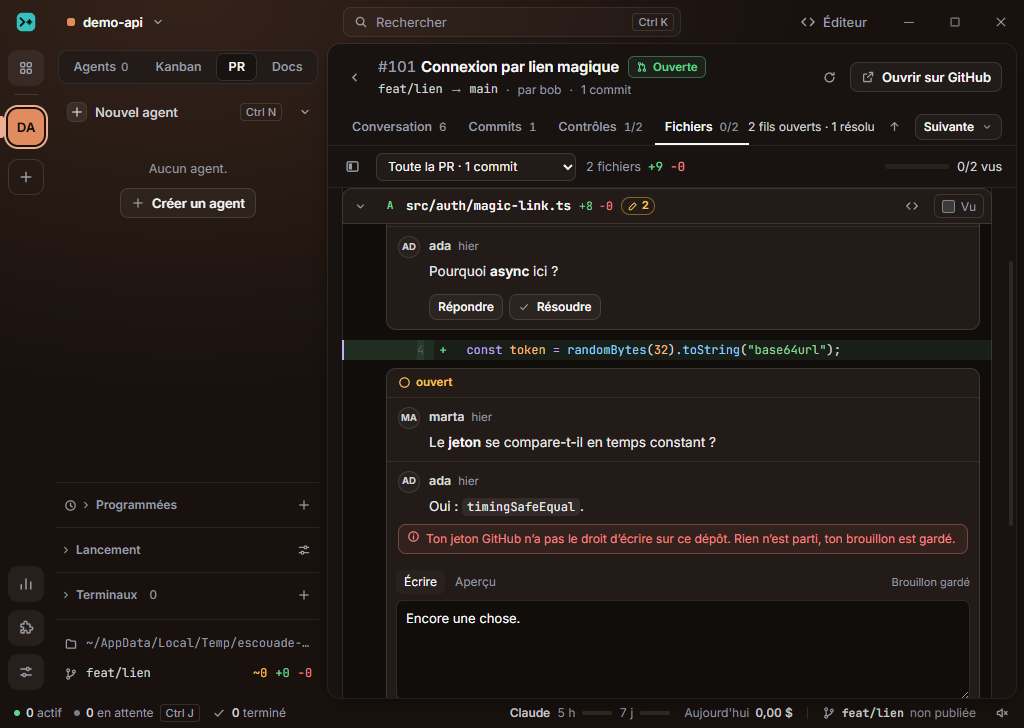 demo-api
Rechercher
Ctrl K
Éditeur
Agents 0
Kanban
PR
Docs
Nouvel agent
Ctrl N
DA
Aucun agent.
Créer un agent
Programmées
Lancement
Terminaux 0
~/AppData/Local/Temp/escouade-…
feat/lien
~0 +0 -0
#101 Connexion par lien magique
Ouverte
feat/lien → main · par bob · 1 commit
Ouvrir sur GitHub
Conversation 6
Commits 1
Contrôles 1/2
Fichiers 0/2
2 fils ouverts · 1 résolu
Suivante
Toute la PR · 1 commit
2 fichiers +9 -0
0/2 vus
A src/auth/magic-link.ts +8 -0
2
Vu
AD ada hier
Pourquoi async ici ?
Répondre
Résoudre
4 + const token = randomBytes(32).toString("base64url");
ouvert
MA marta hier
Le jeton se compare-t-il en temps constant ?
AD ada hier
Oui : timingSafeEqual.
Ton jeton GitHub n’a pas le droit d’écrire sur ce dépôt. Rien n’est parti, ton brouillon est gardé.
Écrire
Aperçu
Brouillon gardé
Encore une chose.
0 actif
0 en attente
Ctrl J
0 terminé
Claude 5 h
7 j
Aujourd'hui 0,00 $
feat/lien non publiée